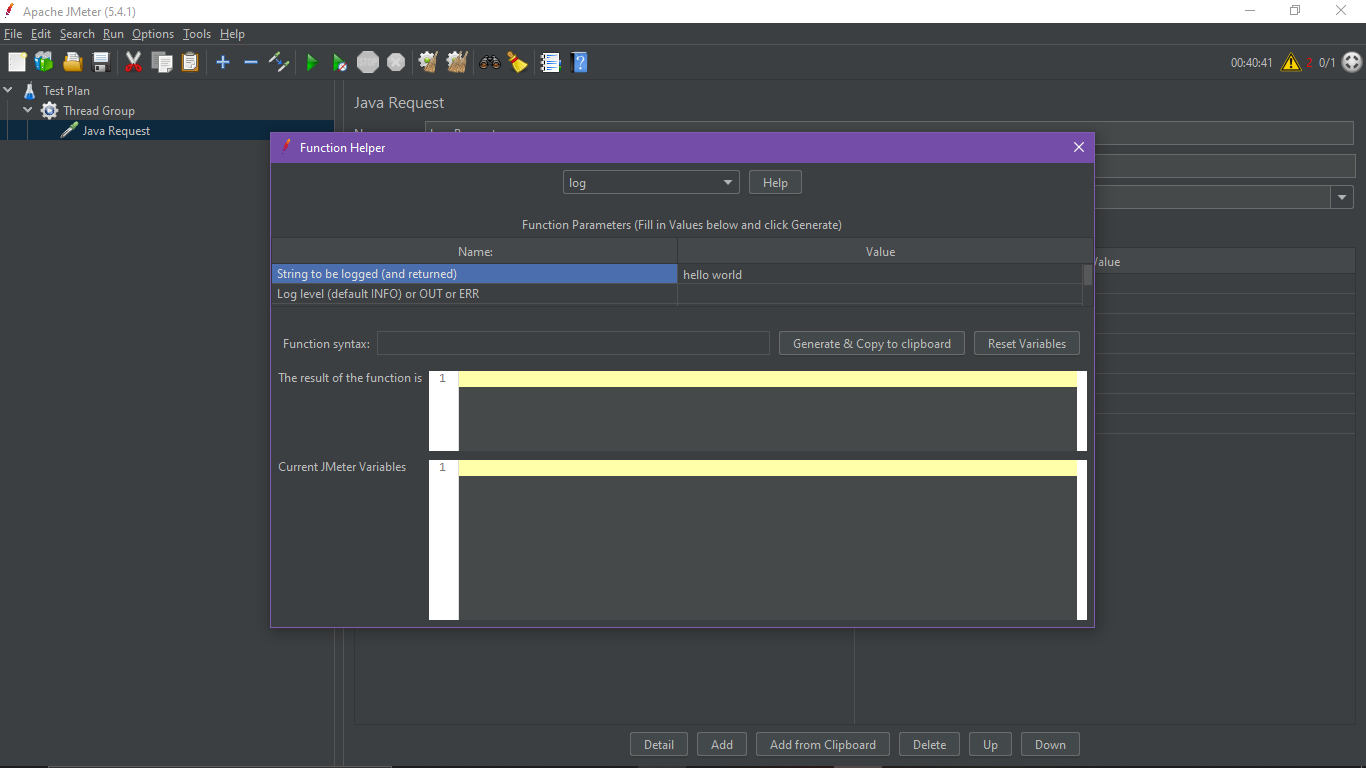 Apache JMeter (5.4.1)
File Edit Search Run Options Tools Help
STOP
00:40:41 2 0/1
Test Plan
Thread Group
Java Request
Java Request
Function Helper
log Help
Function Parameters (Fill in Values below and click Generate)
Name: Value
String to be logged (and returned) hello world
Log level (default INFO) or OUT or ERR
Value
Function syntax: Generate & Copy to clipboard Reset Variables
The result of the function is 1
Current JMeter Variables 1
Detail Add Add from Clipboard Delete Up Down